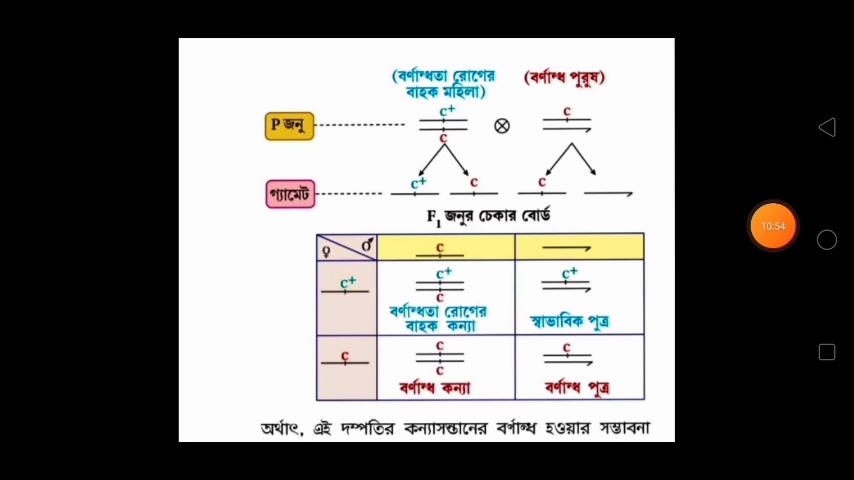 (বর্ণান্ধতা রোগের
বাহক মহিলা)
(বর্ণান্ধ পুরুষ)
c+
c
P জনু
c
c+
c
c
গ্যামেট
F1 জনুর চেকার বোর্ড
♀ ♂
c
c+
c+
c
বর্ণান্ধতা রোগের
বাহক কন্যা
c+
স্বাভাবিক পুত্র
c
c
c
বর্ণান্ধ কন্যা
c
বর্ণান্ধ পুত্র
অর্থাৎ, এই দম্পতির কন্যাসন্তানের বর্ণান্ধ হওয়ার সম্ভাবনা
10:54